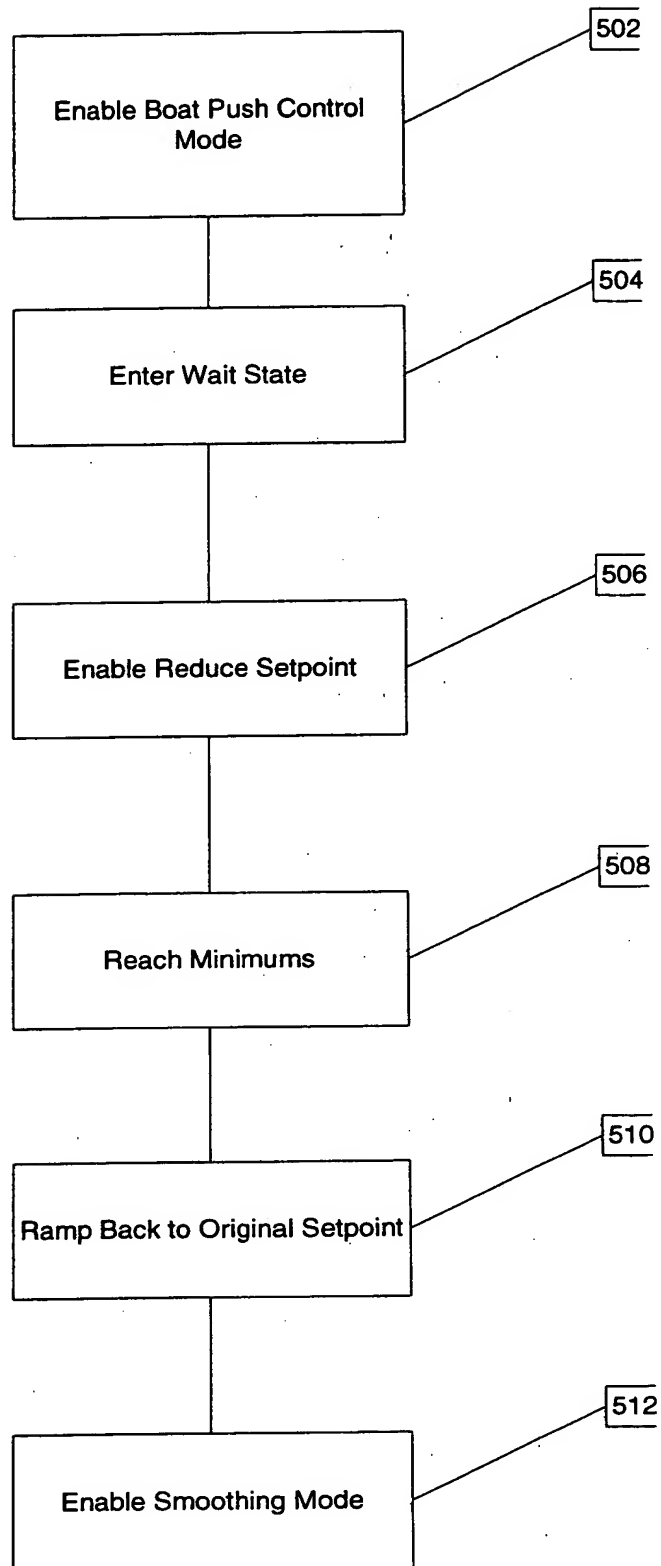 502
Enable Boat Push Control
Mode
504
Enter Wait State
506
Enable Reduce Setpoint
508
Reach Minimums
510
Ramp Back to Original Setpoint
512
Enable Smoothing Mode